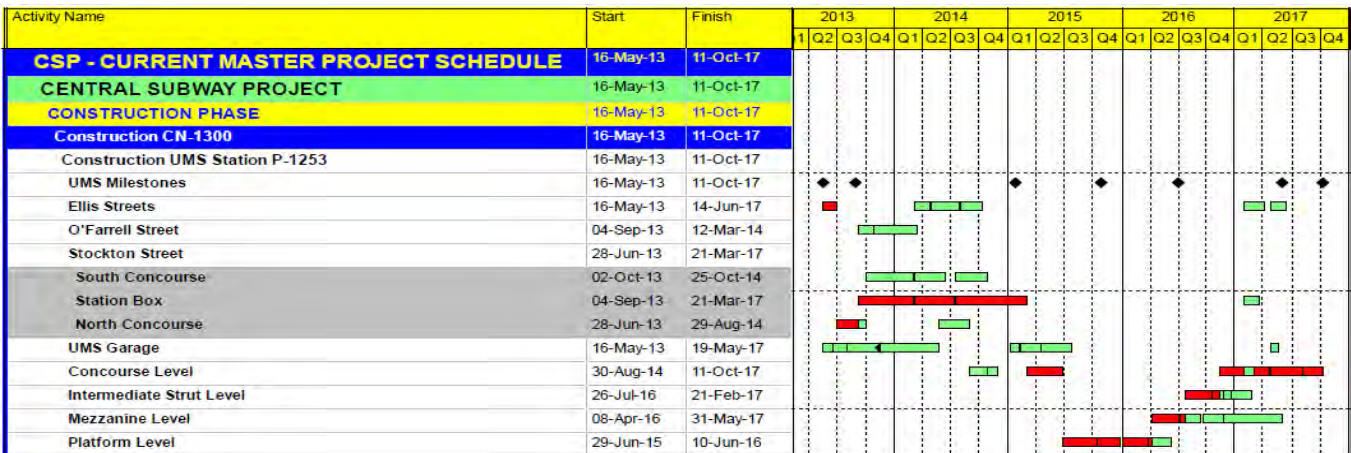 Activity Name Start Finish 2013 2014 2015 2016 2017
Q1 Q2 Q3 Q4 Q1 Q2 Q3 Q4 Q1 Q2 Q3 Q4 Q1 Q2 Q3 Q4 Q1 Q2 Q3 Q4
CSP - CURRENT MASTER PROJECT SCHEDULE 16-May-13 11-Oct-17
CENTRAL SUBWAY PROJECT 16-May-13 11-Oct-17
CONSTRUCTION PHASE 16-May-13 11-Oct-17
Construction CN-1300 16-May-13 11-Oct-17
Construction UMS Station P-1253 16-May-13 11-Oct-17
UMS Milestones 16-May-13 11-Oct-17
Ellis Streets 16-May-13 14-Jun-17
O'Farrell Street 04-Sep-13 12-Mar-14
Stockton Street 28-Jun-13 21-Mar-17
South Concourse 02-Oct-13 25-Oct-14
Station Box 04-Sep-13 21-Mar-17
North Concourse 28-Jun-13 29-Aug-14
UMS Garage 16-May-13 19-May-17
Concourse Level 30-Aug-14 11-Oct-17
Intermediate Strut Level 26-Jul-16 21-Feb-17
Mezzanine Level 08-Apr-16 31-May-17
Platform Level 29-Jun-15 10-Jun-16